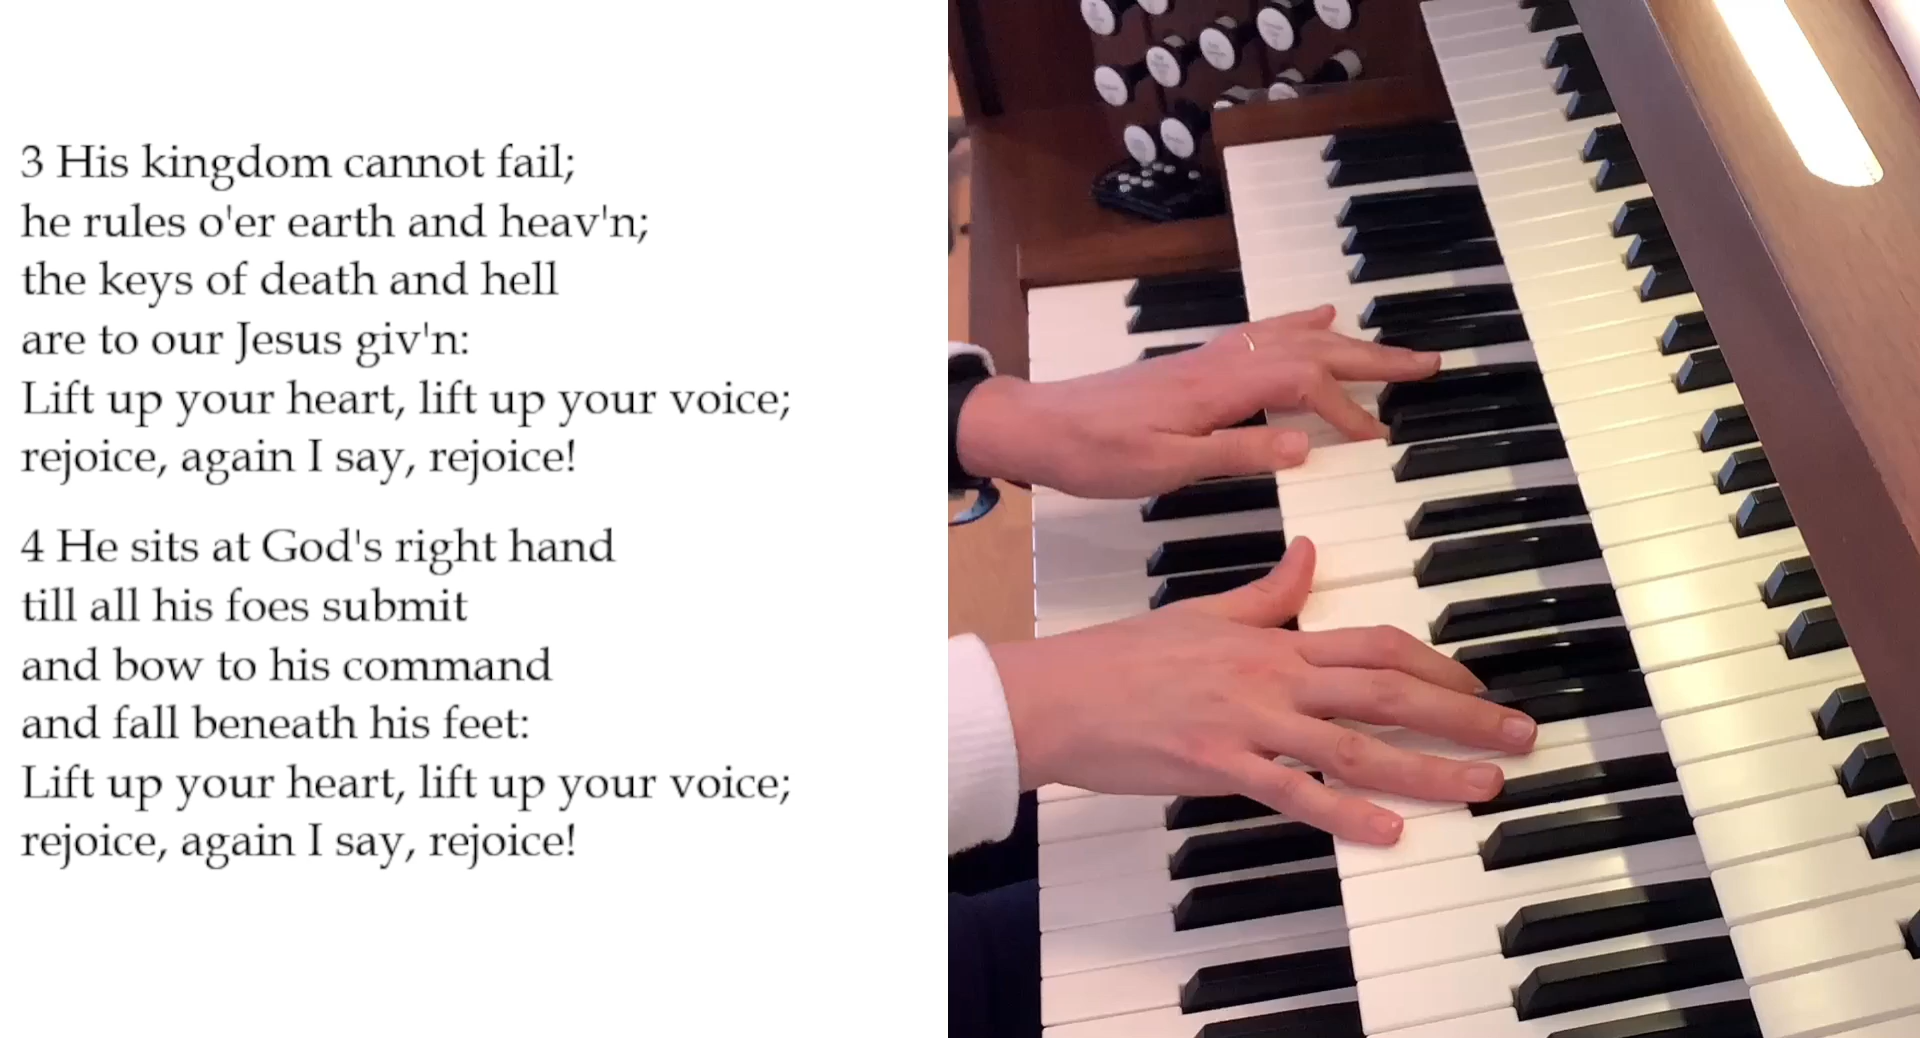 3 His kingdom cannot fail;
he rules o'er earth and heav'n;
the keys of death and hell
are to our Jesus giv'n:
Lift up your heart, lift up your voice;
rejoice, again I say, rejoice!
4 He sits at God's right hand
till all his foes submit
and bow to his command
and fall beneath his feet:
Lift up your heart, lift up your voice;
rejoice, again I say, rejoice!